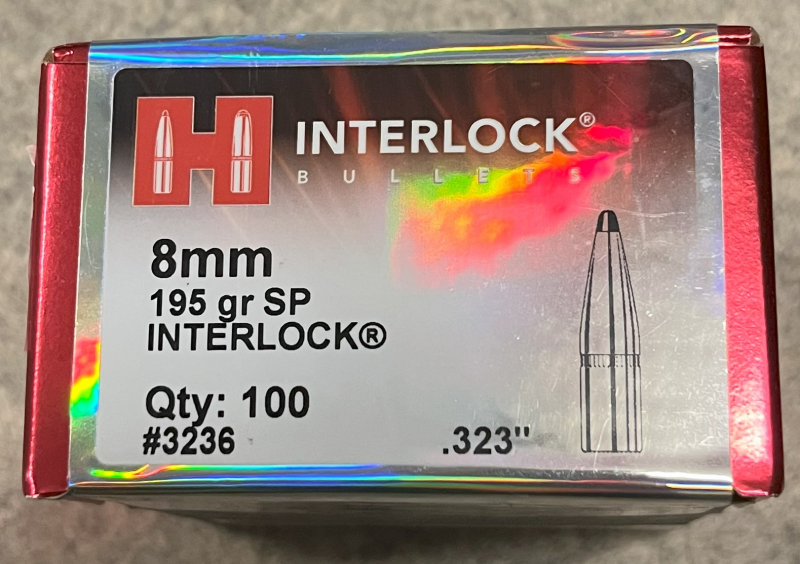 H
INTERLOCK®
BULLETS
8mm
195 gr SP
INTERLOCK®
Qty: 100
#3236
.323"